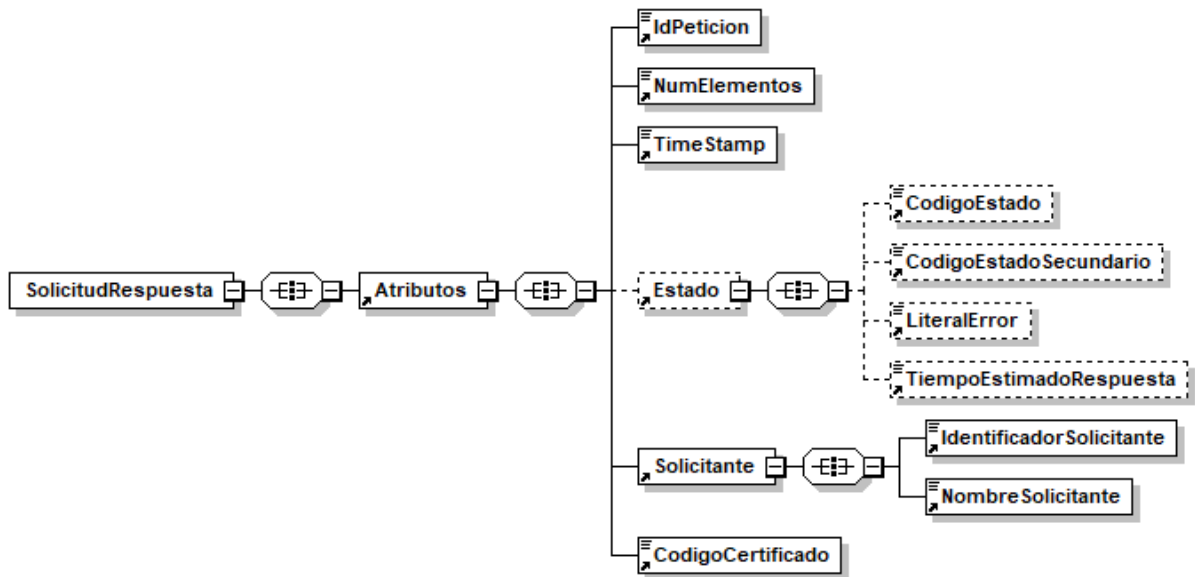 IdPeticion
NumElementos
TimeStamp
CodigoEstado
CodigoEstadoSecundario
SolicitudRespuesta
Atributos
Estado
LiteralError
TiempoEstimadoRespuesta
Solicitante
IdentificadorSolicitante
NombreSolicitante
CodigoCertificado